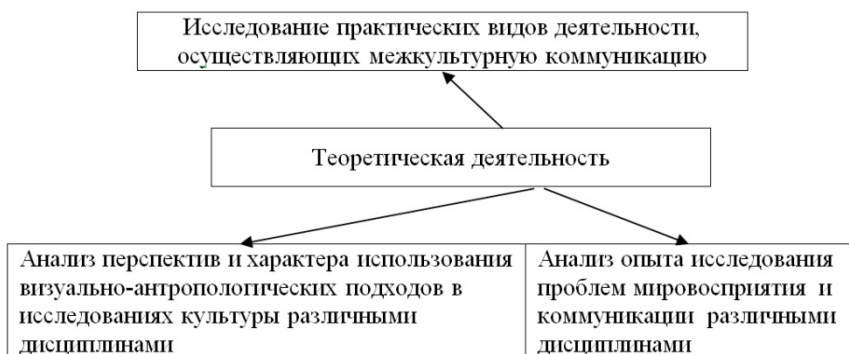 Исследование практических видов деятельности,
осуществляющих межкультурную коммуникацию
Теоретическая деятельность
Анализ перспектив и характера использования
визуально-антропологических подходов в
исследованиях культуры различными
дисциплинами
Анализ опыта исследования
проблем мировосприятия и
коммуникации различными
дисциплинами